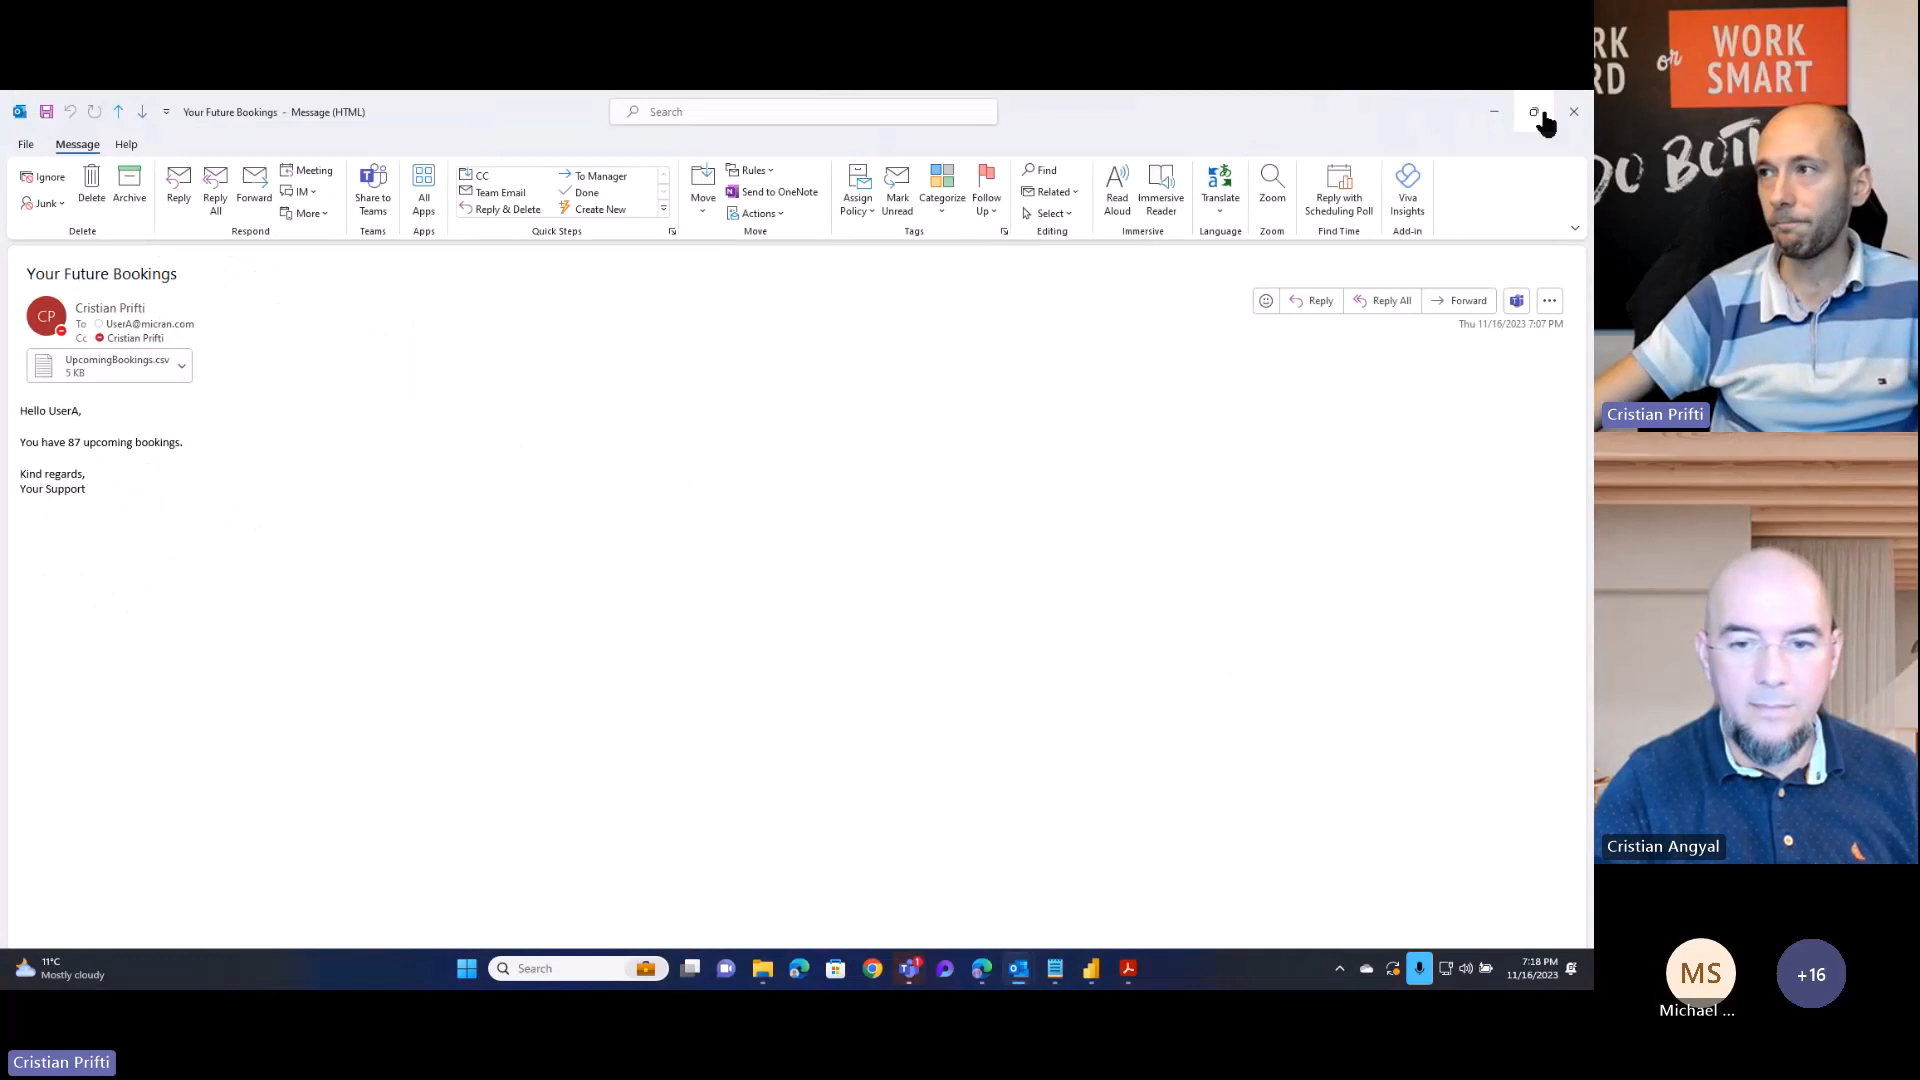 Your Future Bookings - Message (HTML)
Search
File
Message
Help
Ignore
Junk
Delete
Archive
Delete
Reply
Reply All
Forward
Meeting
IM
More
Respond
Share to Teams
Teams
All Apps
Apps
CC
Team Email
Reply & Delete
To Manager
Done
Create New
Quick Steps
Move
Rules
Send to OneNote
Actions
Move
Assign Policy
Mark Unread
Categorize
Follow Up
Tags
Find
Related
Select
Editing
Read Aloud
Immersive Reader
Immersive
Translate
Language
Zoom
Zoom
Reply with Scheduling Poll
Find Time
Viva Insights
Add-in
Your Future Bookings
CP
Cristian Prifti
To UserA@micran.com
Cc Cristian Prifti
Reply
Reply All
Forward
Thu 11/16/2023 7:07 PM
UpcomingBookings.csv
5 KB
Hello UserA,
You have 87 upcoming bookings.
Kind regards,
Your Support
11°C
Mostly cloudy
Search
1
7:18 PM
11/16/2023
Cristian Prifti
RK
RD
or
WORK
SMART
DO BOT
Cristian Prifti
Cristian Angyal
MS
Michael ...
+16